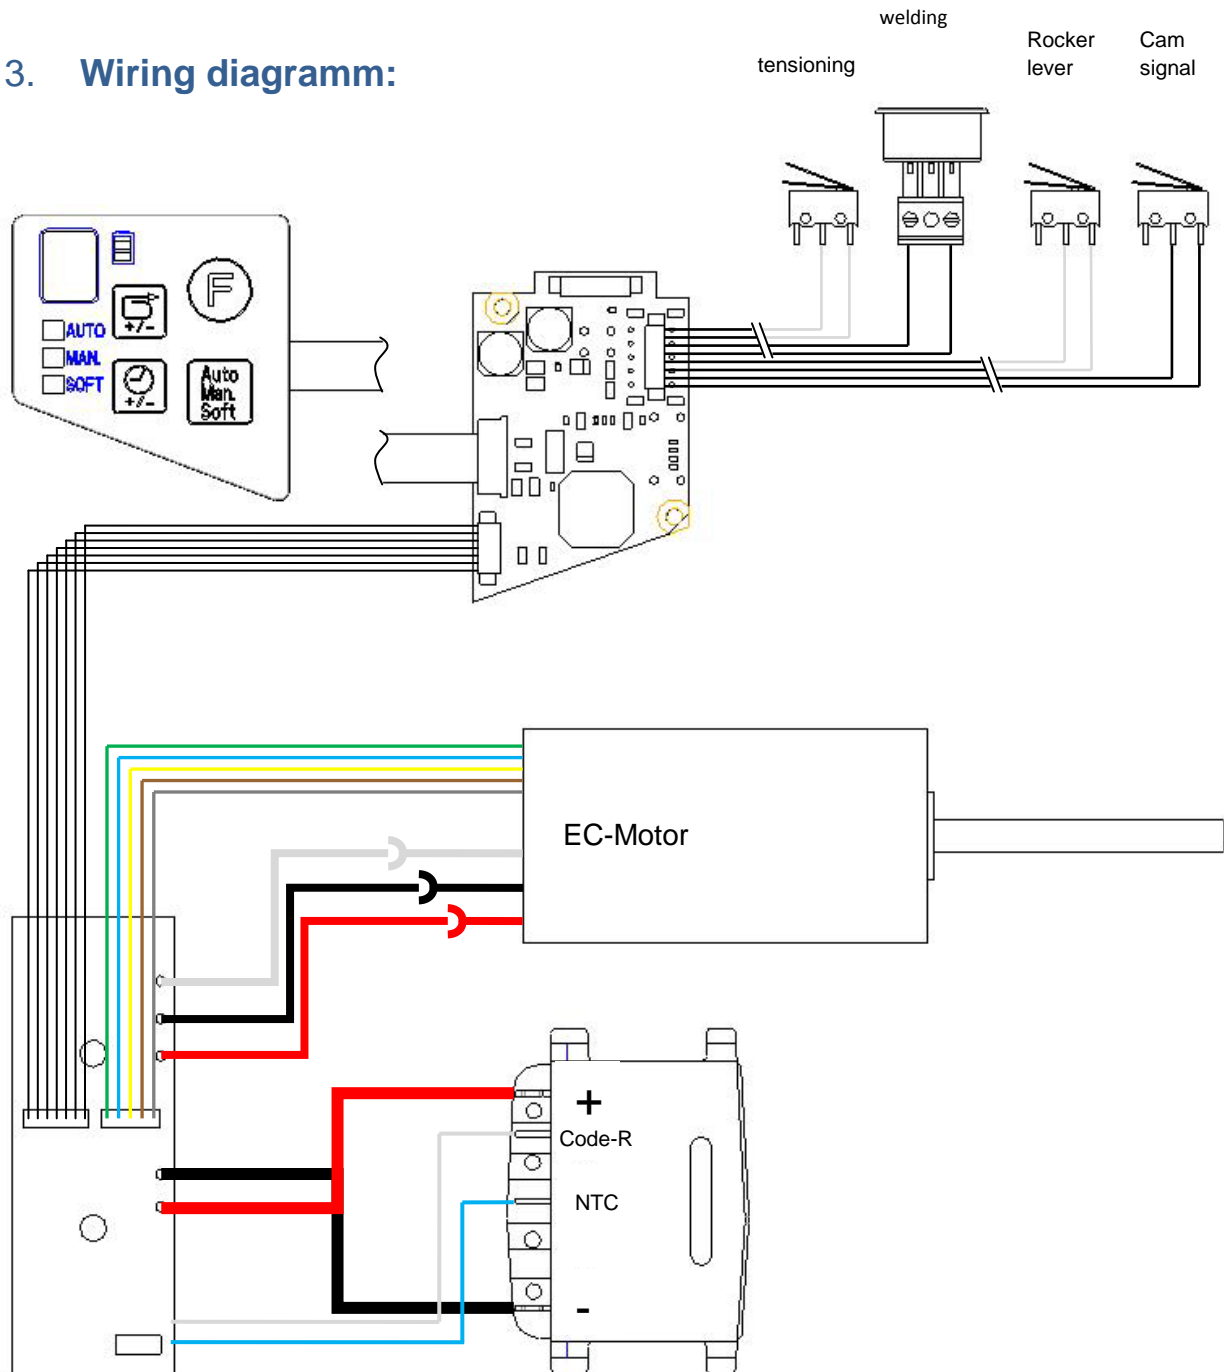 welding
Rocker lever
Cam signal
tensioning
3. Wiring diagramm:
F
+/-
AUTO
MAN.
SOFT
+/-
Auto
Man.
Soft
EC-Motor
+
Code-R
NTC
-